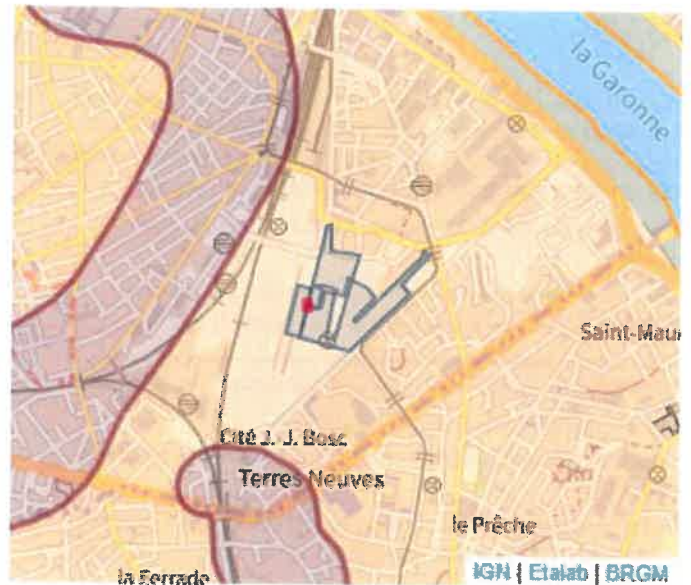 la Garonne
Saint-Mau
Cité J. J. Bosc
Terres Neuves
le Prêche
la Ferrade
IGN | Etalab | BRGM